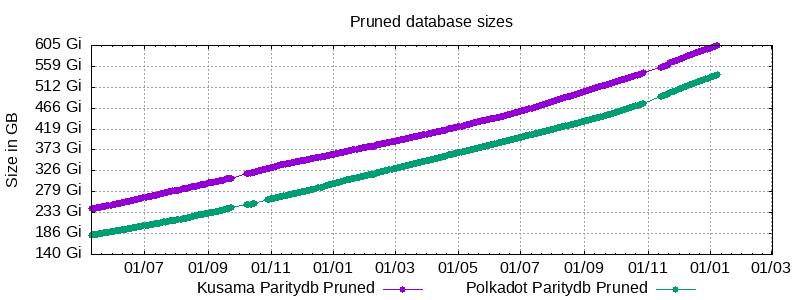 Pruned database sizes
Size in GB
605 Gi
559 Gi
512 Gi
466 Gi
419 Gi
373 Gi
326 Gi
279 Gi
233 Gi
186 Gi
140 Gi
01/07 01/09 01/11 01/01 01/03 01/05 01/07 01/09 01/11 01/01 01/03
Kusama Paritydb Pruned Polkadot Paritydb Pruned